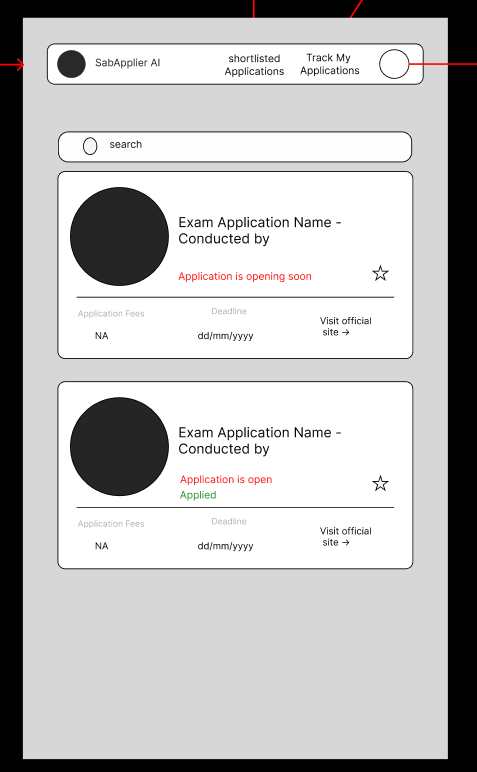 SabApplier AI
shortlisted
Applications
Track My
Applications
search
Exam Application Name -
Conducted by
Application is opening soon
Application Fees
Deadline
Visit official
site →
NA
dd/mm/yyyy
Exam Application Name -
Conducted by
Application is open
Applied
Application Fees
Deadline
Visit official
site →
NA
dd/mm/yyyy